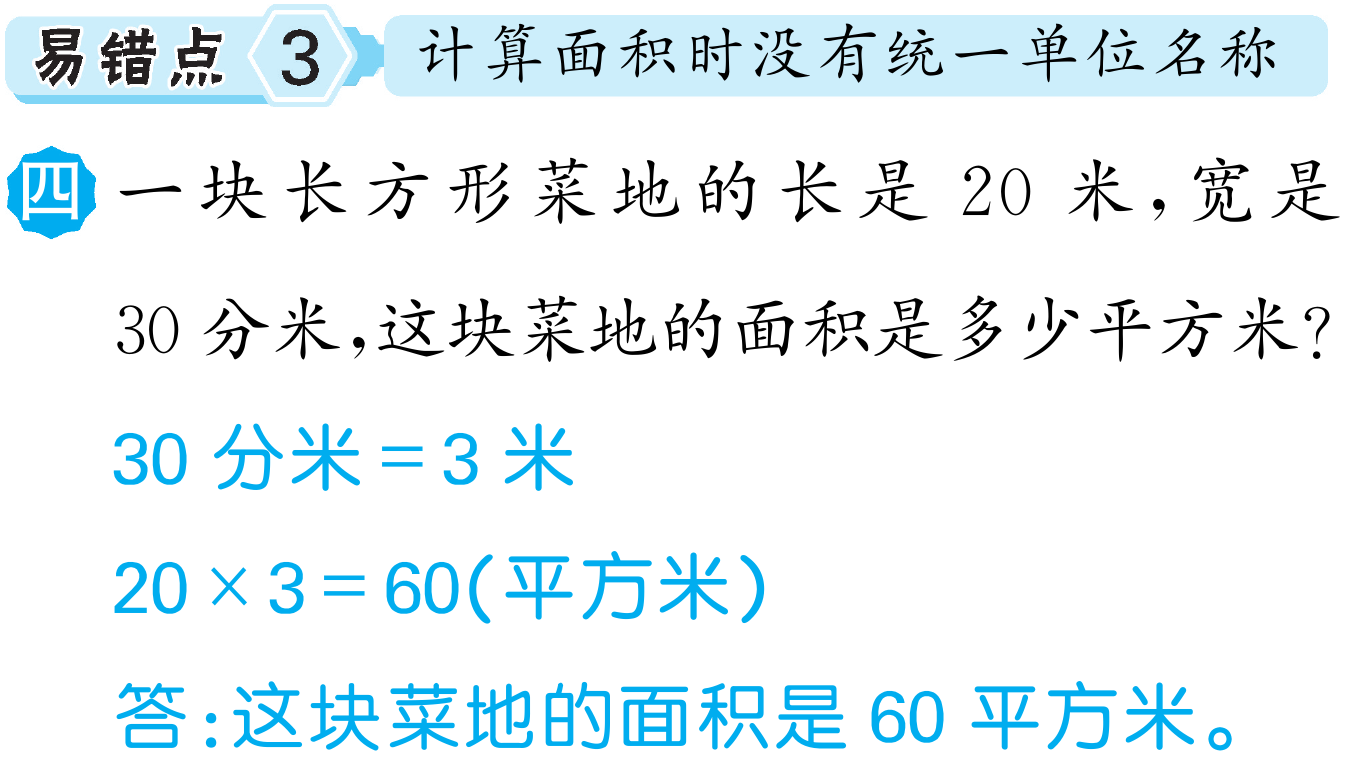 易错点 3 计算面积时没有统一单位名称
四 一块长方形菜地的长是 20 米,宽是
30 分米,这块菜地的面积是多少平方米?
30 分米=3 米
20×3=60(平方米)
答:这块菜地的面积是 60 平方米。